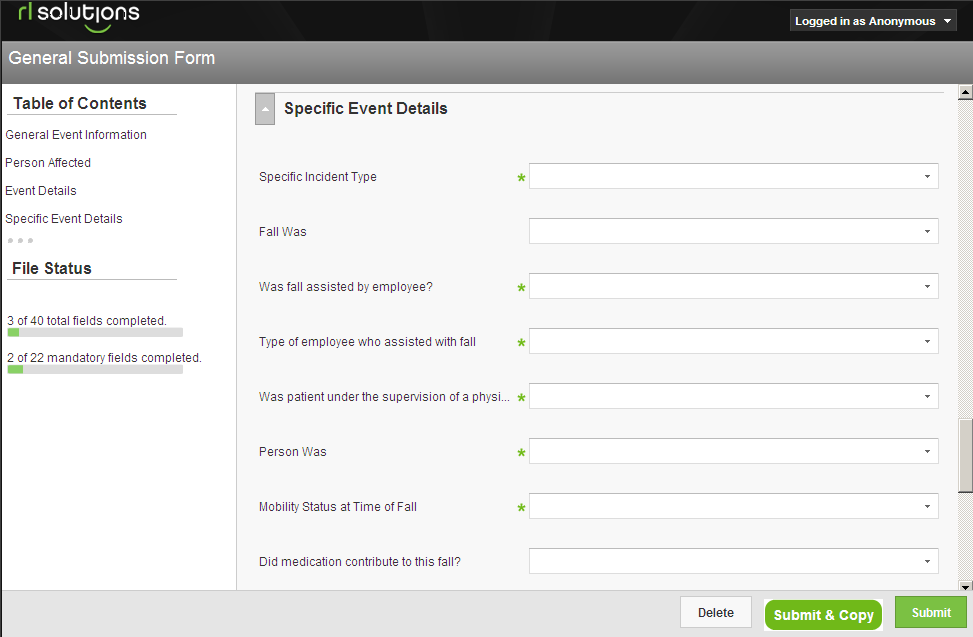 rl solutions
Logged in as Anonymous
General Submission Form
Table of Contents
General Event Information
Person Affected
Event Details
Specific Event Details
File Status
3 of 40 total fields completed.
2 of 22 mandatory fields completed.
Specific Event Details
Specific Incident Type *
Fall Was
Was fall assisted by employee? *
Type of employee who assisted with fall *
Was patient under the supervision of a physi... *
Person Was *
Mobility Status at Time of Fall *
Did medication contribute to this fall?
Delete
Submit & Copy
Submit